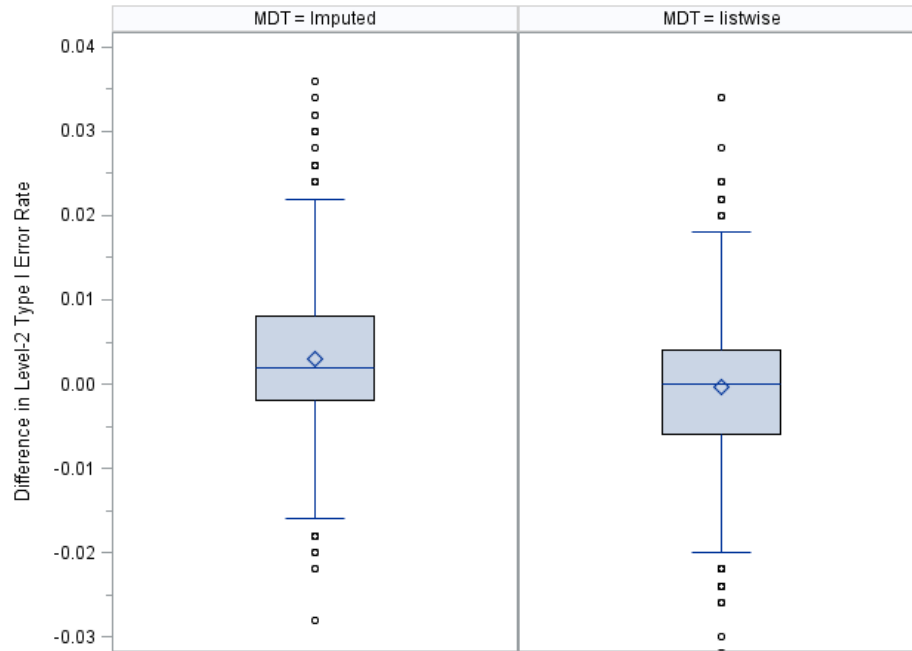 MDT = Imputed
MDT = listwise
Difference in Level-2 Type I Error Rate
0.04
0.03
0.02
0.01
0.00
-0.01
-0.02
-0.03